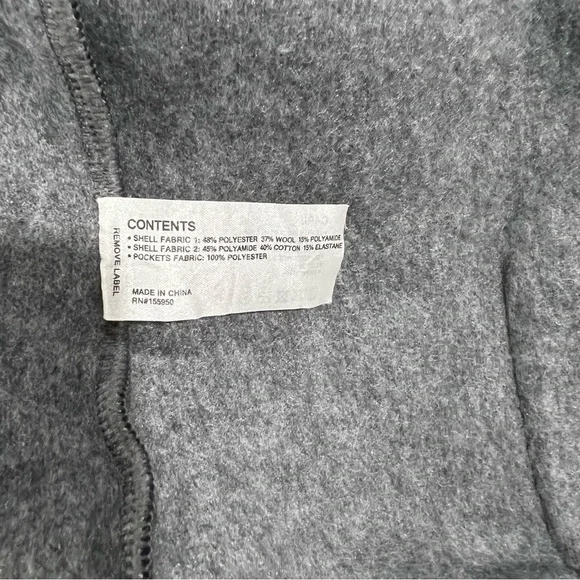 CONTENTS
• SHELL FABRIC 1: 48% POLYESTER 37% WOOL 15% POLYAMIDE
• SHELL FABRIC 2: 45% POLYAMIDE 40% COTTON 15% ELASTANE
• POCKETS FABRIC: 100% POLYESTER
MADE IN CHINA
RN#155950
REMOVE LABEL